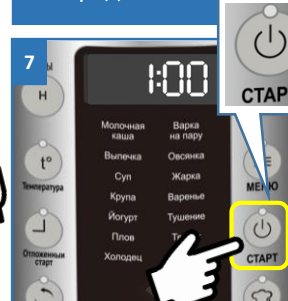 7
1:00
СТАР
Н
t°
Температура
Отложенный
старт
Молочная
каша
Варка
на пару
Выпечка
Овсянка
Суп
Жарка
Крупа
Варенье
Йогурт
Тушение
Плов
Холодец
МЕНЮ
СТАРТ